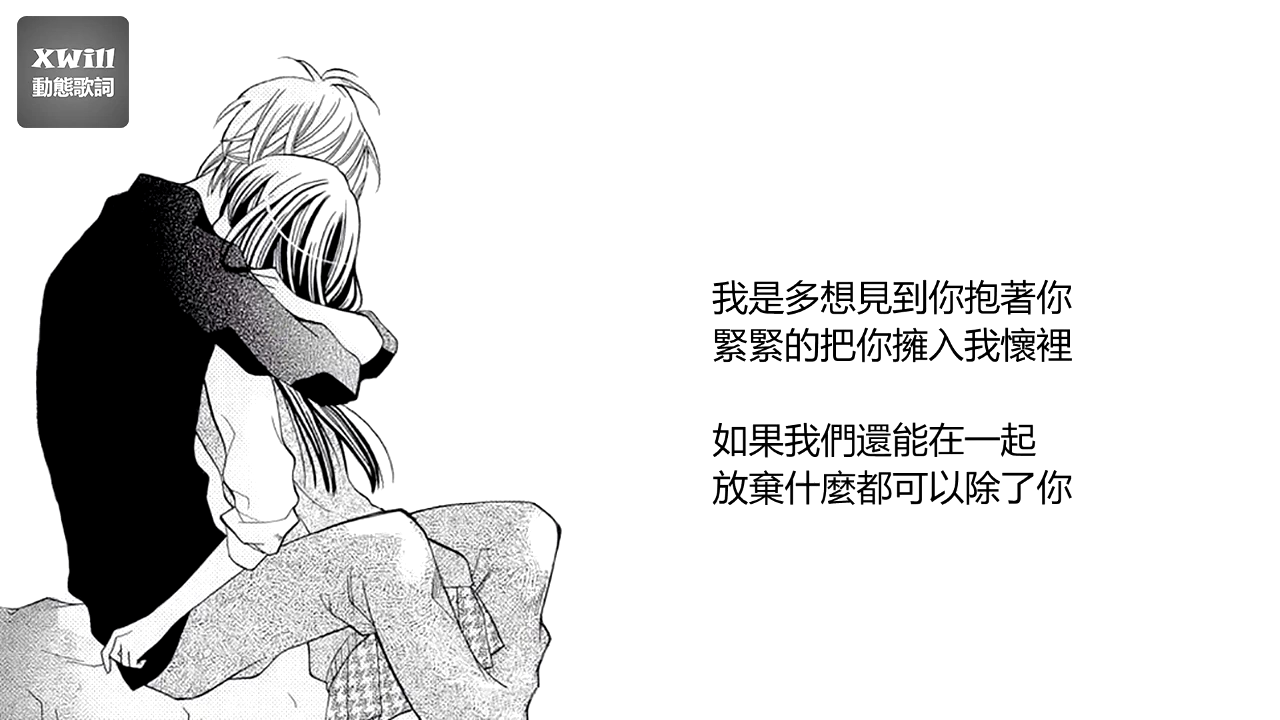 XWill
動態歌詞
我是多想見到你抱著你
緊緊的把你擁入我懷裡
如果我們還能在一起
放棄什麼都可以除了你